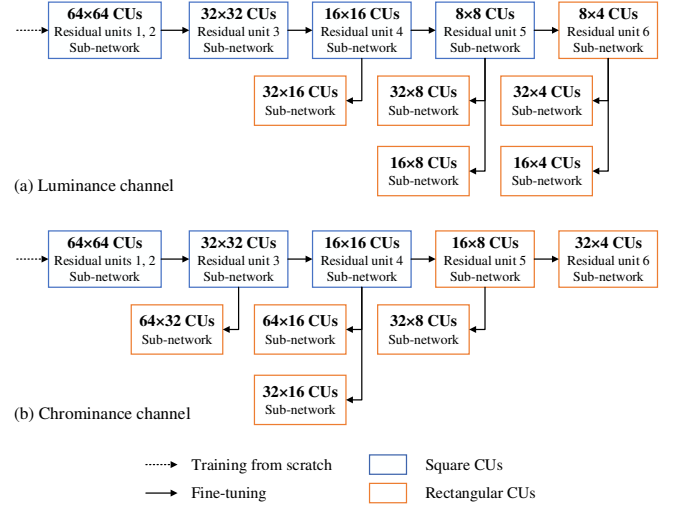 64×64 CUs
Residual units 1, 2
Sub-network
32×32 CUs
Residual unit 3
Sub-network
16×16 CUs
Residual unit 4
Sub-network
8×8 CUs
Residual unit 5
Sub-network
8×4 CUs
Residual unit 6
Sub-network
32×16 CUs
Sub-network
32×8 CUs
Sub-network
32×4 CUs
Sub-network
16×8 CUs
Sub-network
16×4 CUs
Sub-network
(a) Luminance channel
64×64 CUs
Residual units 1, 2
Sub-network
32×32 CUs
Residual unit 3
Sub-network
16×16 CUs
Residual unit 4
Sub-network
16×8 CUs
Residual unit 5
Sub-network
32×4 CUs
Residual unit 6
Sub-network
64×32 CUs
Sub-network
64×16 CUs
Sub-network
32×8 CUs
Sub-network
32×16 CUs
Sub-network
(b) Chrominance channel
Training from scratch
Square CUs
Fine-tuning
Rectangular CUs